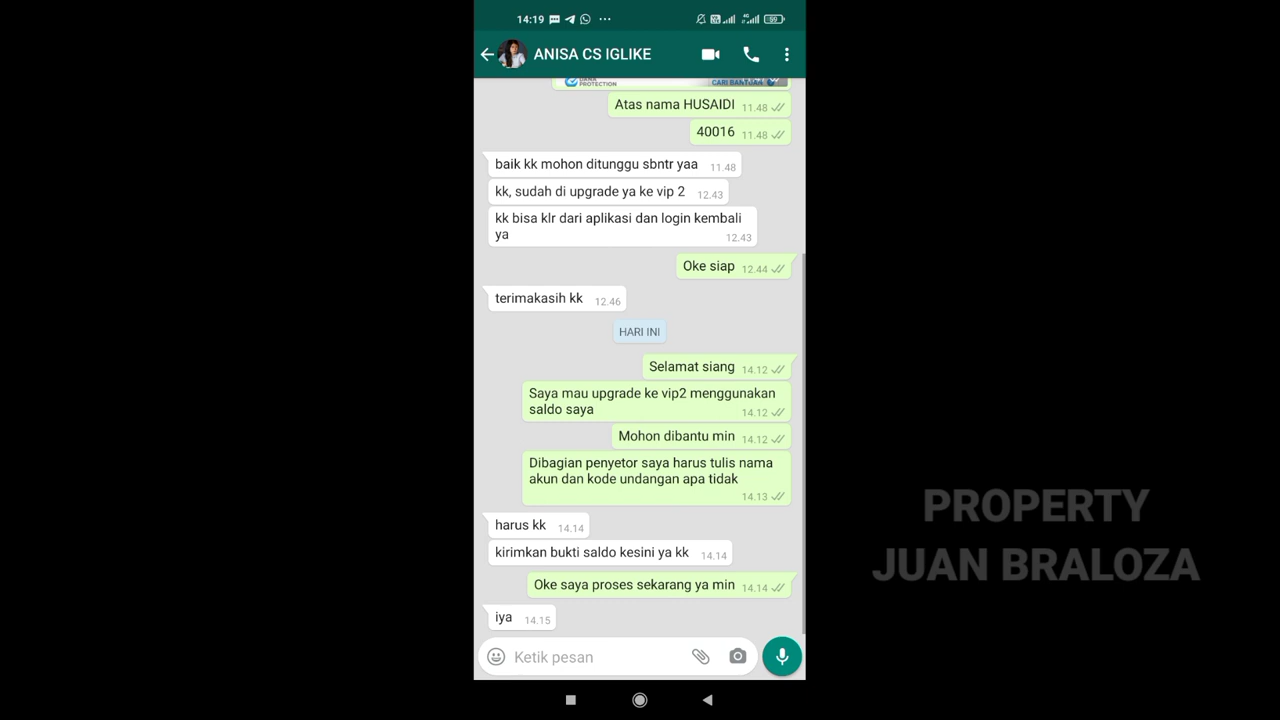 14:19
59
ANISA CS IGLIKE
PROTECTION
CARI BANTUAN
Atas nama HUSAIDI 11.48
40016 11.48
baik kk mohon ditunggu sbntr yaa 11.48
kk, sudah di upgrade ya ke vip 2 12.43
kk bisa klr dari aplikasi dan login kembali
ya 12.43
Oke siap 12.44
terimakasih kk 12.46
HARI INI
Selamat siang 14.12
Saya mau upgrade ke vip2 menggunakan
saldo saya 14.12
Mohon dibantu min 14.12
Dibagian penyetor saya harus tulis nama
akun dan kode undangan apa tidak
14.13
harus kk 14.14
kirimkan bukti saldo kesini ya kk 14.14
Oke saya proses sekarang ya min 14.14
iya 14.15
Ketik pesan
PROPERTY
JUAN BRALOZA